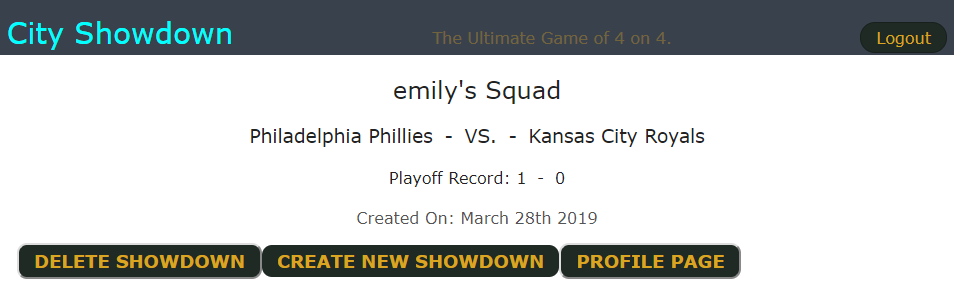 City Showdown The Ultimate Game of 4 on 4. Logout
emily's Squad
Philadelphia Phillies - VS. - Kansas City Royals
Playoff Record: 1 - 0
Created On: March 28th 2019
DELETE SHOWDOWN CREATE NEW SHOWDOWN PROFILE PAGE